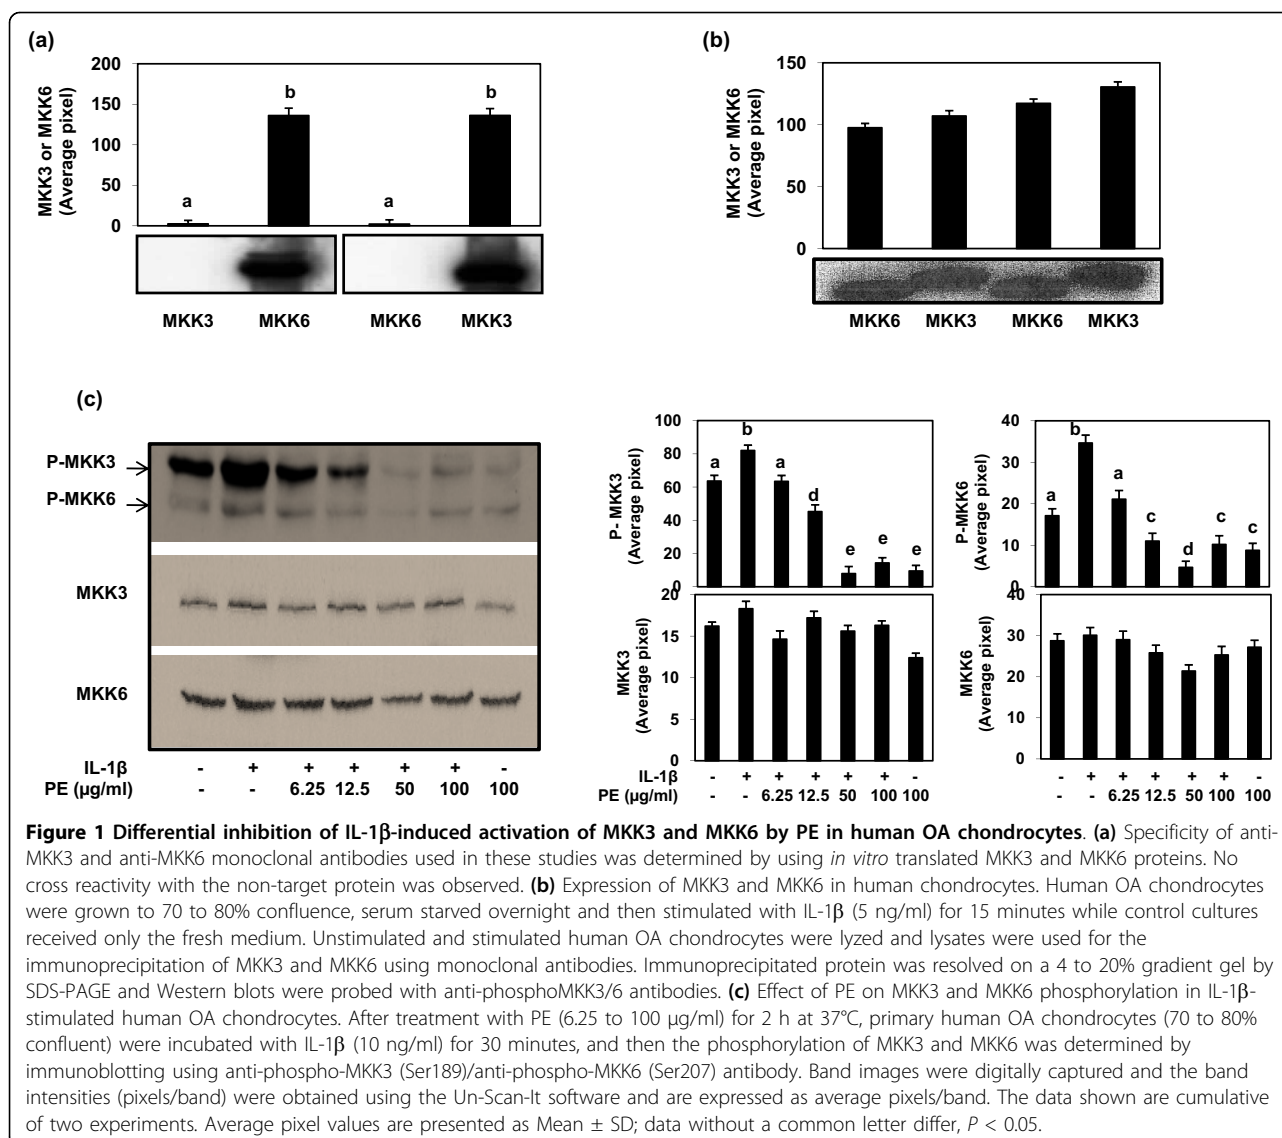 (a)
MKK3 or MKK6
(Average pixel)
200
150
100
50
0
a
b
a
b
MKK3 MKK6 MKK6 MKK3
(b)
MKK3 or MKK6
(Average pixel)
150
100
50
0
MKK6 MKK3 MKK6 MKK3
(c)
P-MKK3
P-MKK6
MKK3
MKK6
IL-1β - + + + + + -
PE (μg/ml) - - 6.25 12.5 50 100 100
P- MKK3
(Average pixel)
100
80
60
40
20
0
a
b
a
d
e
e
e
MKK3
(Average pixel)
20
15
10
5
0
IL-1β - + + + + + -
PE (μg/ml) - - 6.25 12.5 50 100 100
P-MKK6
(Average pixel)
40
30
20
10
0
a
b
a
c
d
c
c
MKK6
(Average pixel)
40
30
20
10
0
- + + + + + -
- - 6.25 12.5 50 100 100
Figure 1 Differential inhibition of IL-1β-induced activation of MKK3 and MKK6 by PE in human OA chondrocytes. (a) Specificity of anti-
MKK3 and anti-MKK6 monoclonal antibodies used in these studies was determined by using in vitro translated MKK3 and MKK6 proteins. No
cross reactivity with the non-target protein was observed. (b) Expression of MKK3 and MKK6 in human chondrocytes. Human OA chondrocytes
were grown to 70 to 80% confluence, serum starved overnight and then stimulated with IL-1β (5 ng/ml) for 15 minutes while control cultures
received only the fresh medium. Unstimulated and stimulated human OA chondrocytes were lyzed and lysates were used for the
immunoprecipitation of MKK3 and MKK6 using monoclonal antibodies. Immunoprecipitated protein was resolved on a 4 to 20% gradient gel by
SDS-PAGE and Western blots were probed with anti-phosphoMKK3/6 antibodies. (c) Effect of PE on MKK3 and MKK6 phosphorylation in IL-1β-
stimulated human OA chondrocytes. After treatment with PE (6.25 to 100 μg/ml) for 2 h at 37°C, primary human OA chondrocytes (70 to 80%
confluent) were incubated with IL-1β (10 ng/ml) for 30 minutes, and then the phosphorylation of MKK3 and MKK6 was determined by
immunoblotting using anti-phospho-MKK3 (Ser189)/anti-phospho-MKK6 (Ser207) antibody. Band images were digitally captured and the band
intensities (pixels/band) were obtained using the Un-Scan-It software and are expressed as average pixels/band. The data shown are cumulative
of two experiments. Average pixel values are presented as Mean ± SD; data without a common letter differ, P < 0.05.